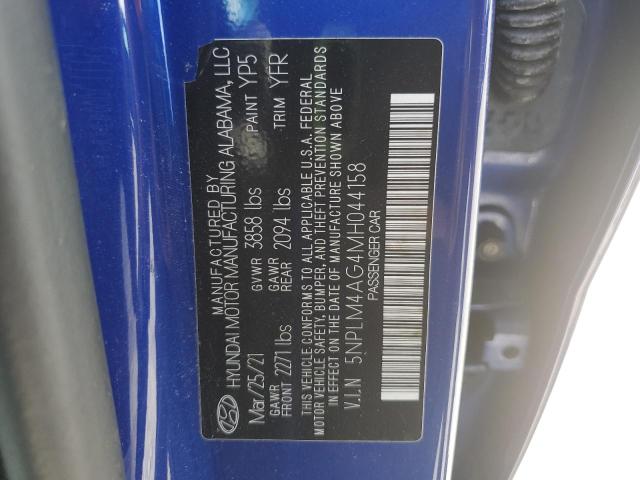 MANUFACTURED BY
HYUNDAI MOTOR MANUFACTURING ALABAMA, LLC
Mar/25/21 GVWR 3858 lbs PAINT YP5
GAWR FRONT 2271 lbs GAWR REAR 2094 lbs TRIM YFR
THIS VEHICLE CONFORMS TO ALL APPLICABLE U.S.A. FEDERAL
MOTOR VEHICLE SAFETY, BUMPER, AND THEFT PREVENTION STANDARDS
IN EFFECT ON THE DATE OF MANUFACTURE SHOWN ABOVE
V.I.N 5NPLM4AG4MH044158
PASSENGER CAR